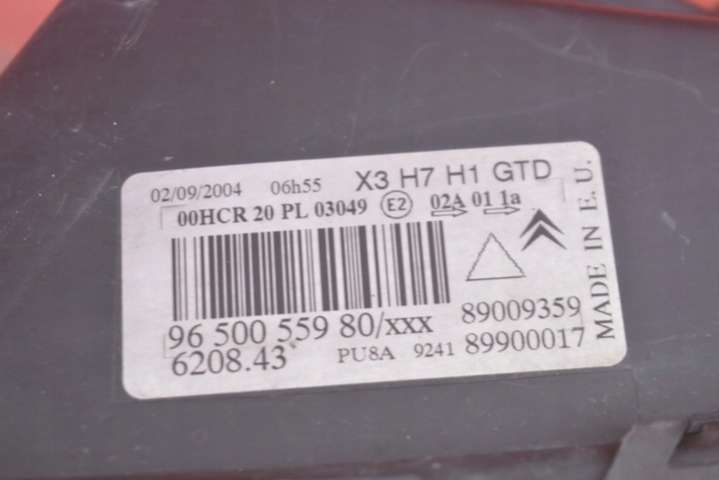 02/09/2004 06h55 X3 H7 H1 GTD
00HCR 20 PL 03049 E2 02A 01 1a
96 500 559 80/xxx 89009359
6208.43 PU8A 9241 89900017
MADE IN E.U.